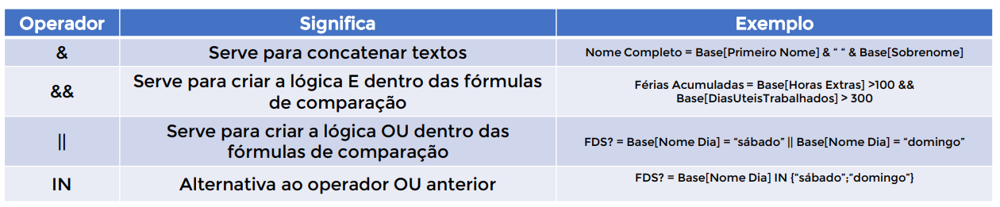 Operador Significa Exemplo
& Serve para concatenar textos Nome Completo = Base[Primeiro Nome] & “ “ & Base[Sobrenome]
&& Serve para criar a lógica E dentro das fórmulas de comparação Férias Acumuladas = Base[Horas Extras] >100 && Base[DiasUteisTrabalhados] > 300
|| Serve para criar a lógica OU dentro das fórmulas de comparação FDS? = Base[Nome Dia] = “sábado” || Base[Nome Dia] = “domingo”
IN Alternativa ao operador OU anterior FDS? = Base[Nome Dia] IN {“sábado”;“domingo”}